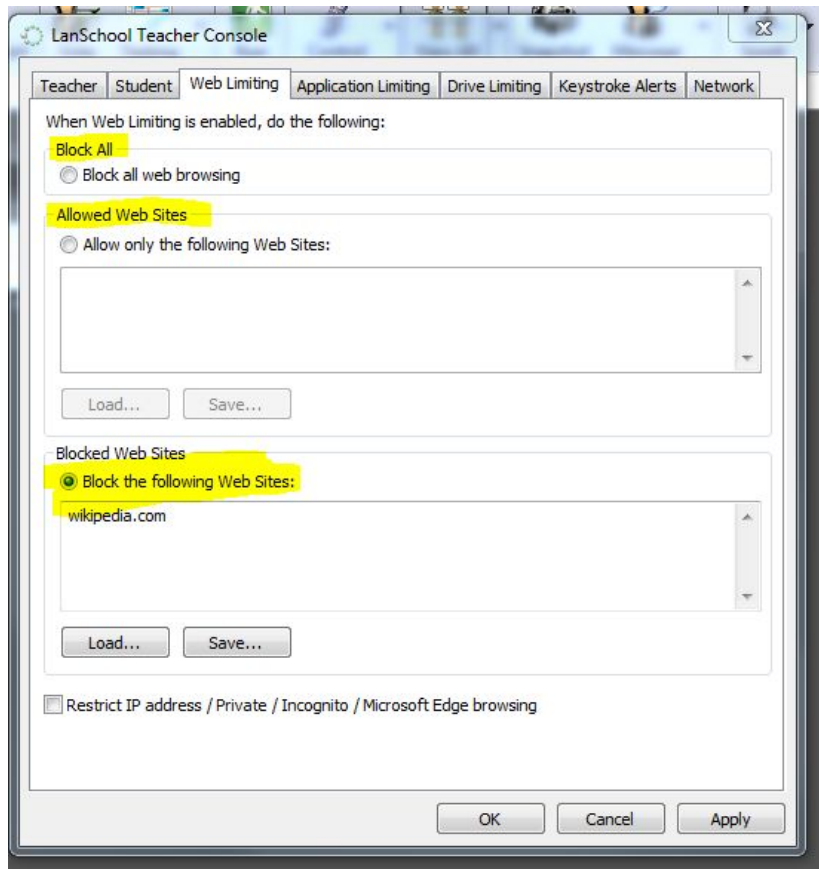 LanSchool Teacher Console
Teacher Student Web Limiting Application Limiting Drive Limiting Keystroke Alerts Network
When Web Limiting is enabled, do the following:
Block All
Block all web browsing
Allowed Web Sites
Allow only the following Web Sites:
Load... Save...
Blocked Web Sites
Block the following Web Sites:
wikipedia.com
Load... Save...
Restrict IP address / Private / Incognito / Microsoft Edge browsing
OK Cancel Apply